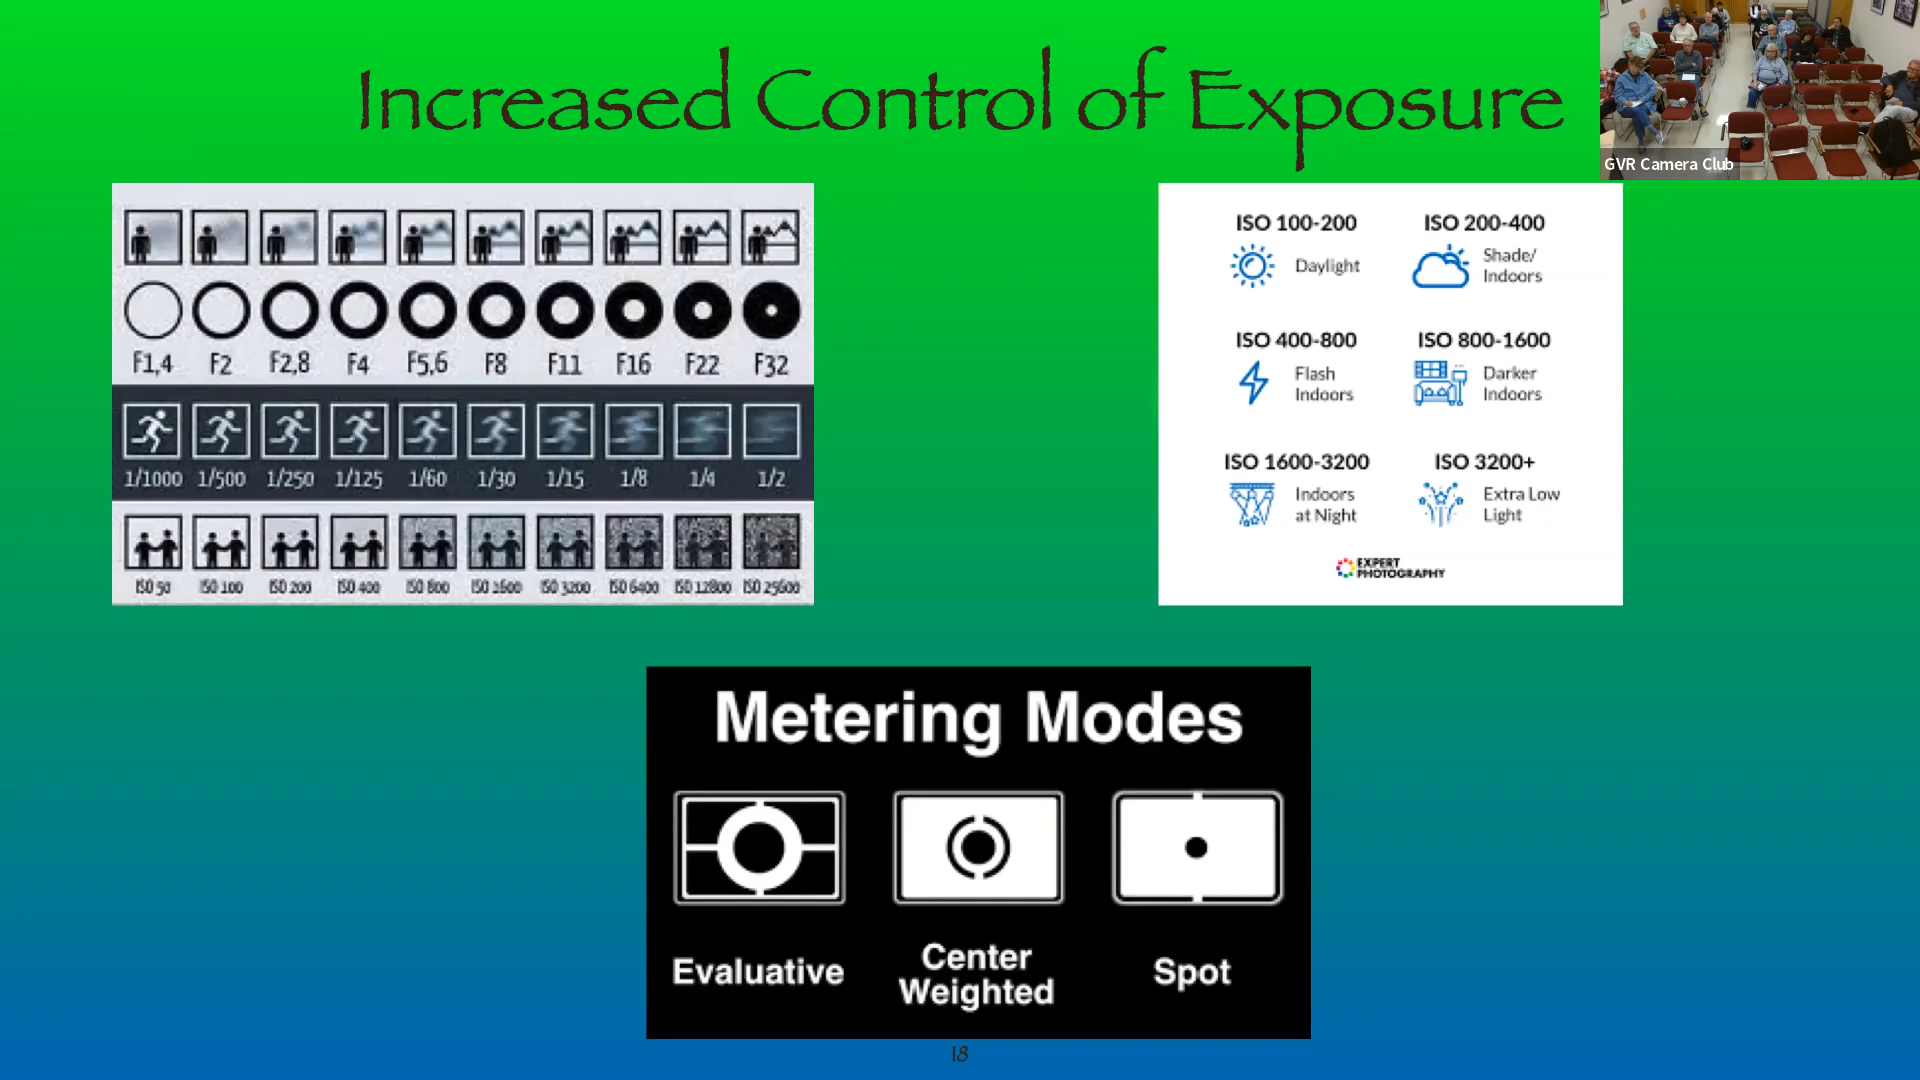 Increased Control of Exposure
GVR Camera Club
F1,4 F2 F2,8 F4 F5,6 F8 F11 F16 F22 F32
1/1000 1/500 1/250 1/125 1/60 1/30 1/15 1/8 1/4 1/2
ISO 50 ISO 100 ISO 200 ISO 400 ISO 800 ISO 1600 ISO 3200 ISO 6400 ISO 12800 ISO 25600
ISO 100-200
Daylight
ISO 200-400
Shade/
Indoors
ISO 400-800
Flash
Indoors
ISO 800-1600
Darker
Indoors
ISO 1600-3200
Indoors
at Night
ISO 3200+
Extra Low
Light
EXPERT
PHOTOGRAPHY
Metering Modes
Evaluative
Center
Weighted
Spot
18